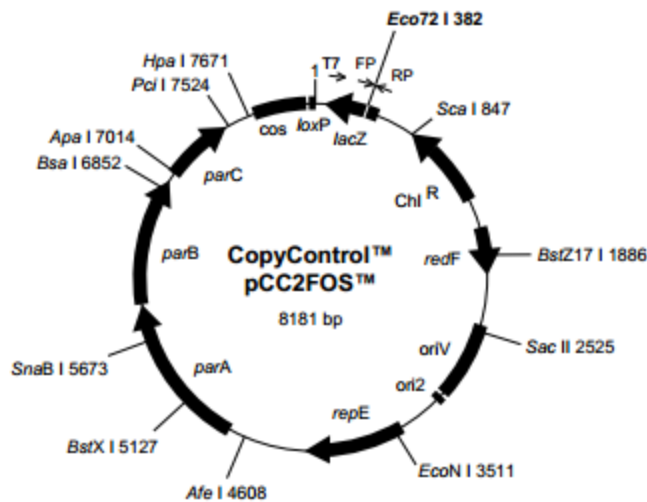 Eco72 I 382
Hpa I 7671
1 T7 FP
RP
Pci I 7524
Sca I 847
cos loxP lacZ
Apa I 7014
Bsa I 6852
parC
Chl R
parB
CopyControl™
pCC2FOS™
8181 bp
redF
BstZ17 I 1886
SnaB I 5673
parA
oriV
Sac II 2525
ori2
repE
BstX I 5127
EcoN I 3511
Afe I 4608